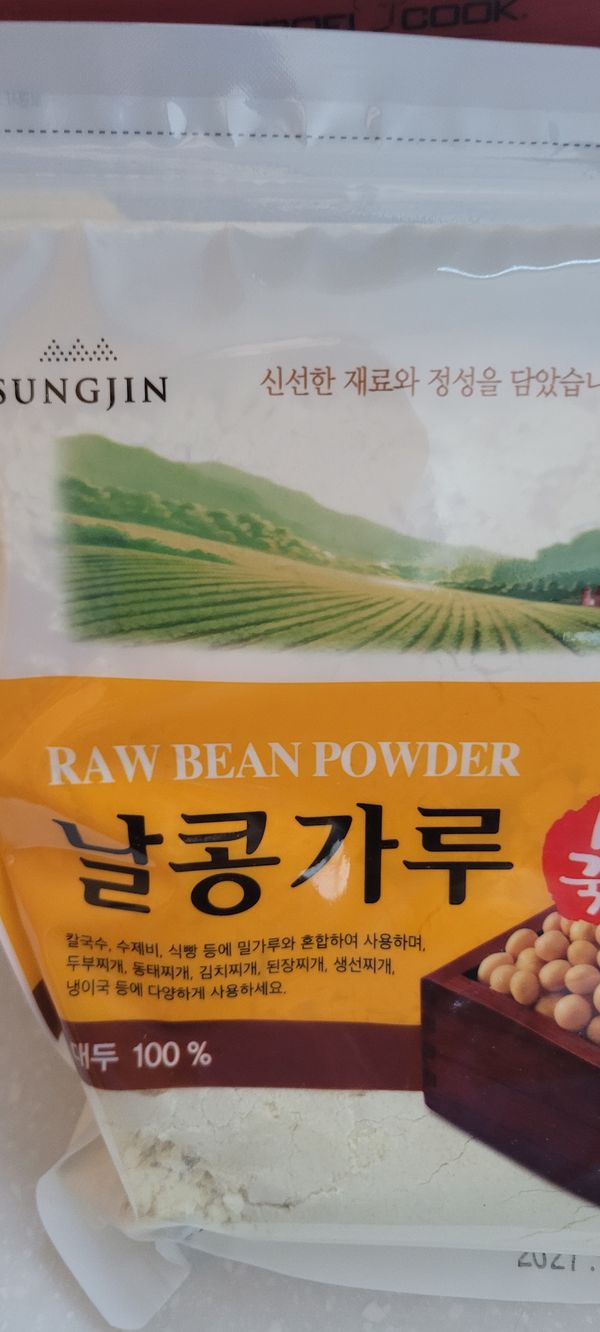 COOK
SUNGJIN
신선한 재료와 정성을 담았습니
RAW BEAN POWDER
날콩가루
칼국수, 수제비, 식빵 등에 밀가루와 혼합하여 사용하며,
두부찌개, 동태찌개, 김치찌개, 된장찌개, 생선찌개,
냉이국 등에 다양하게 사용하세요.
대두 100 %